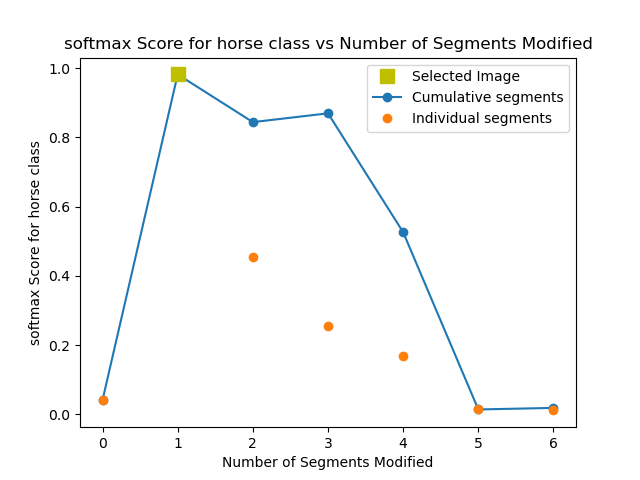 softmax Score for horse class vs Number of Segments Modified
Selected Image
Cumulative segments
Individual segments
softmax Score for horse class
1.0
0.8
0.6
0.4
0.2
0.0
0 1 2 3 4 5 6
Number of Segments Modified